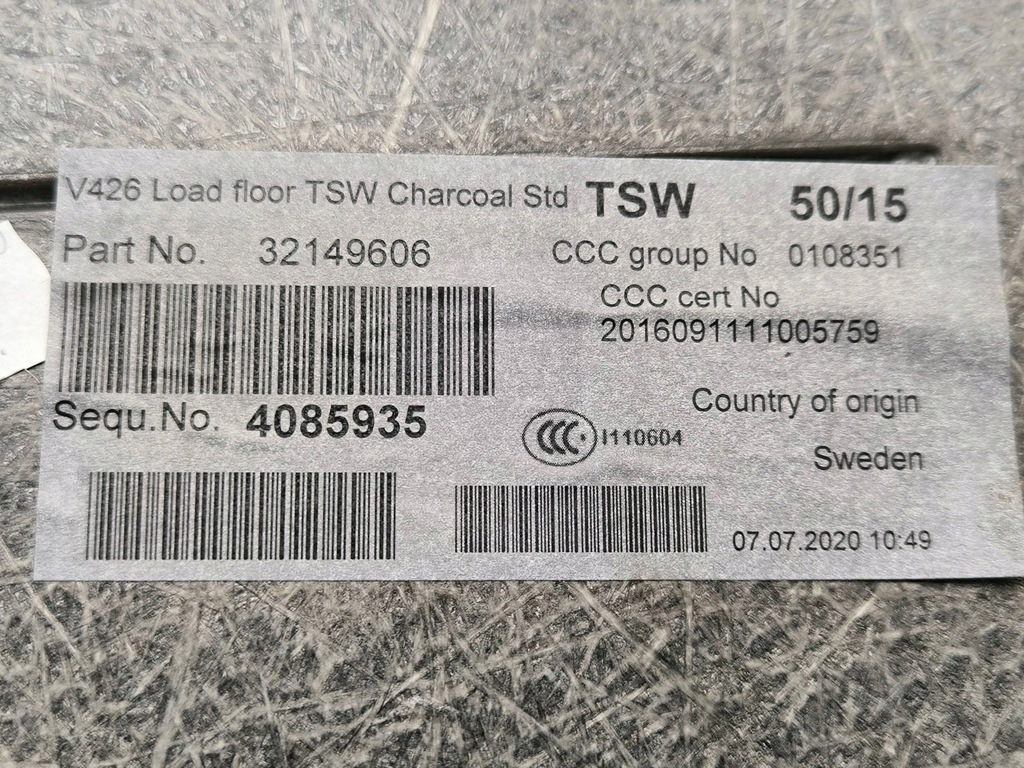 V426 Load floor TSW Charcoal Std TSW 50/15
Part No. 32149606
CCC group No 0108351
CCC cert No
2016091111005759
Sequ.No. 4085935
Country of origin
CCC I110604
Sweden
07.07.2020 10:49